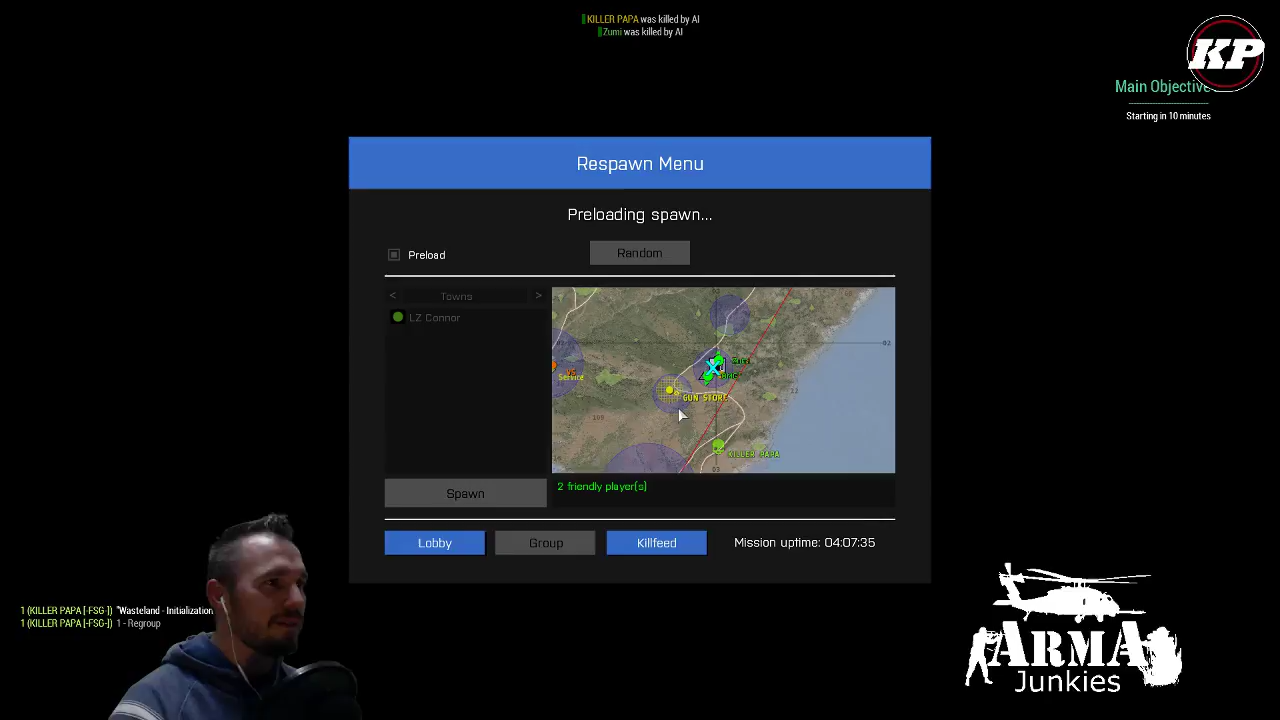 KILLER PAPA was killed by AI
Zumi was killed by AI
KP
Main Objective
Starting in 10 minutes
Respawn Menu
Preloading spawn...
Preload
Random
< Towns >
LZ Connor
02
Service
GUN STORE
KILLER PAPA
03
Spawn
2 friendly player(s)
Lobby
Group
Killfeed
Mission uptime: 04:07:35
1 (KILLER PAPA [-FSG-]) "Wasteland - Initialization
1 (KILLER PAPA [-FSG-]) 1 - Regroup
ARMA
Junkies